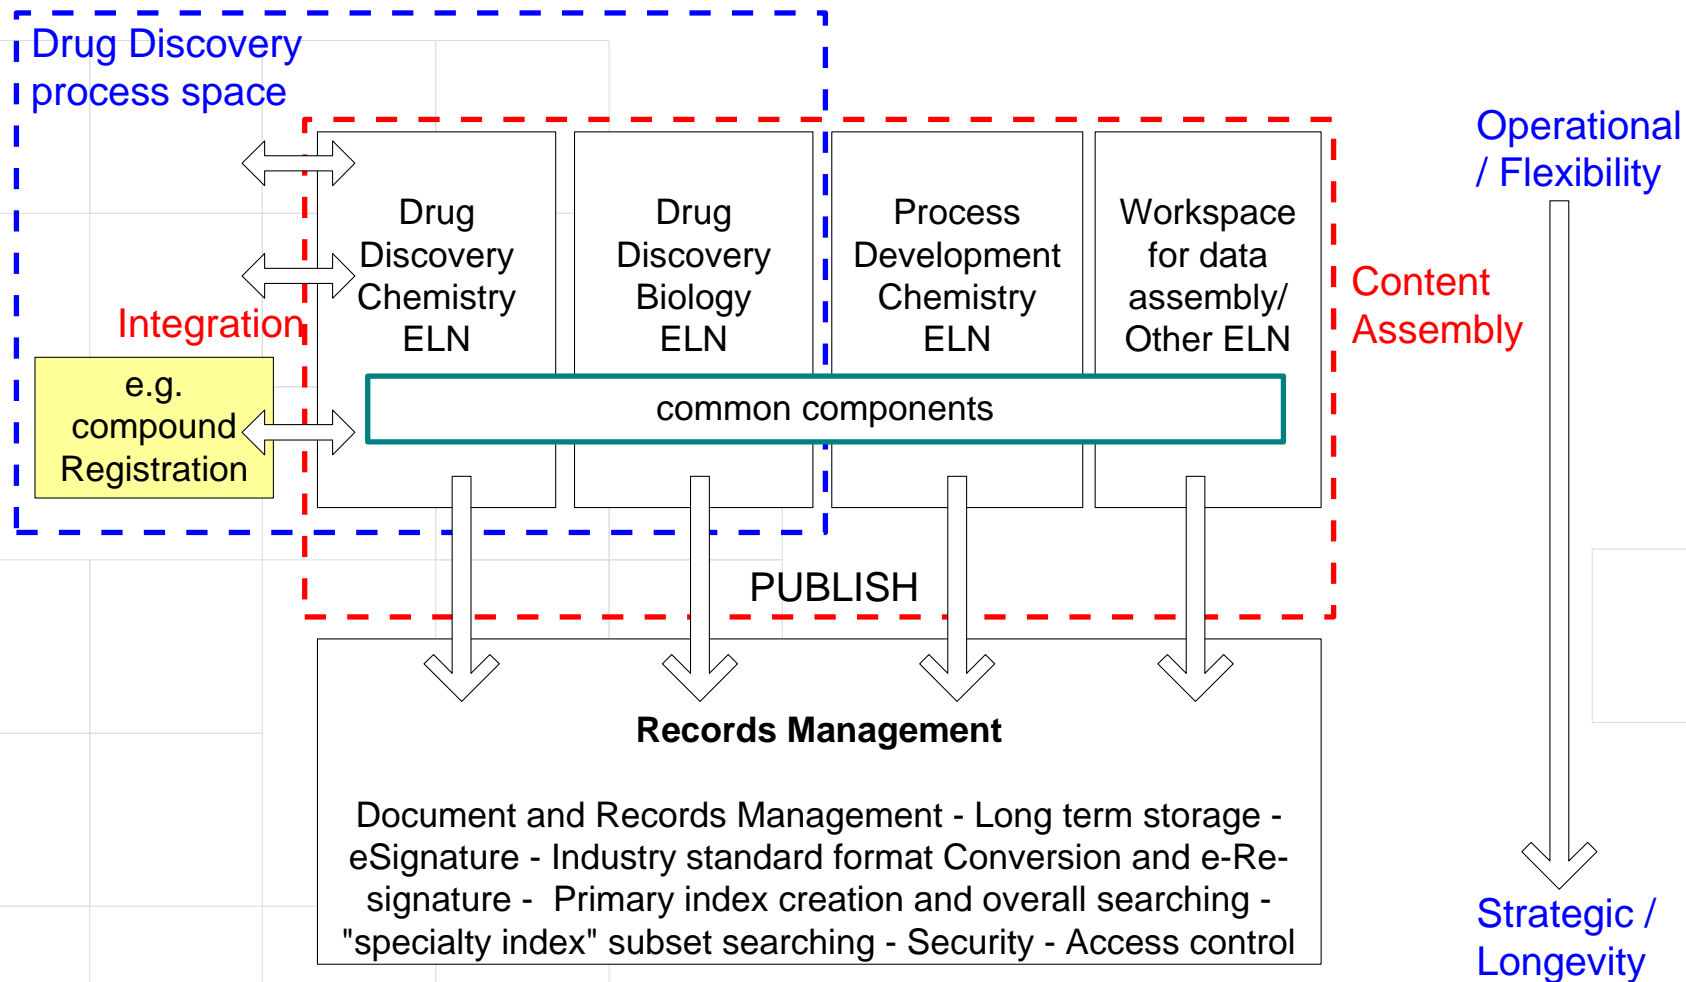 Drug Discovery
process space
Operational
/ Flexibility
Drug
Discovery
Chemistry
ELN
Drug
Discovery
Biology
ELN
Process
Development
Chemistry
ELN
Workspace
for data
assembly/
Other ELN
Content
Assembly
Integration
e.g.
compound
Registration
common components
PUBLISH
Records Management
Document and Records Management - Long term storage -
eSignature - Industry standard format Conversion and e-Re-
signature -  Primary index creation and overall searching -
"specialty index" subset searching - Security - Access control
Strategic /
Longevity